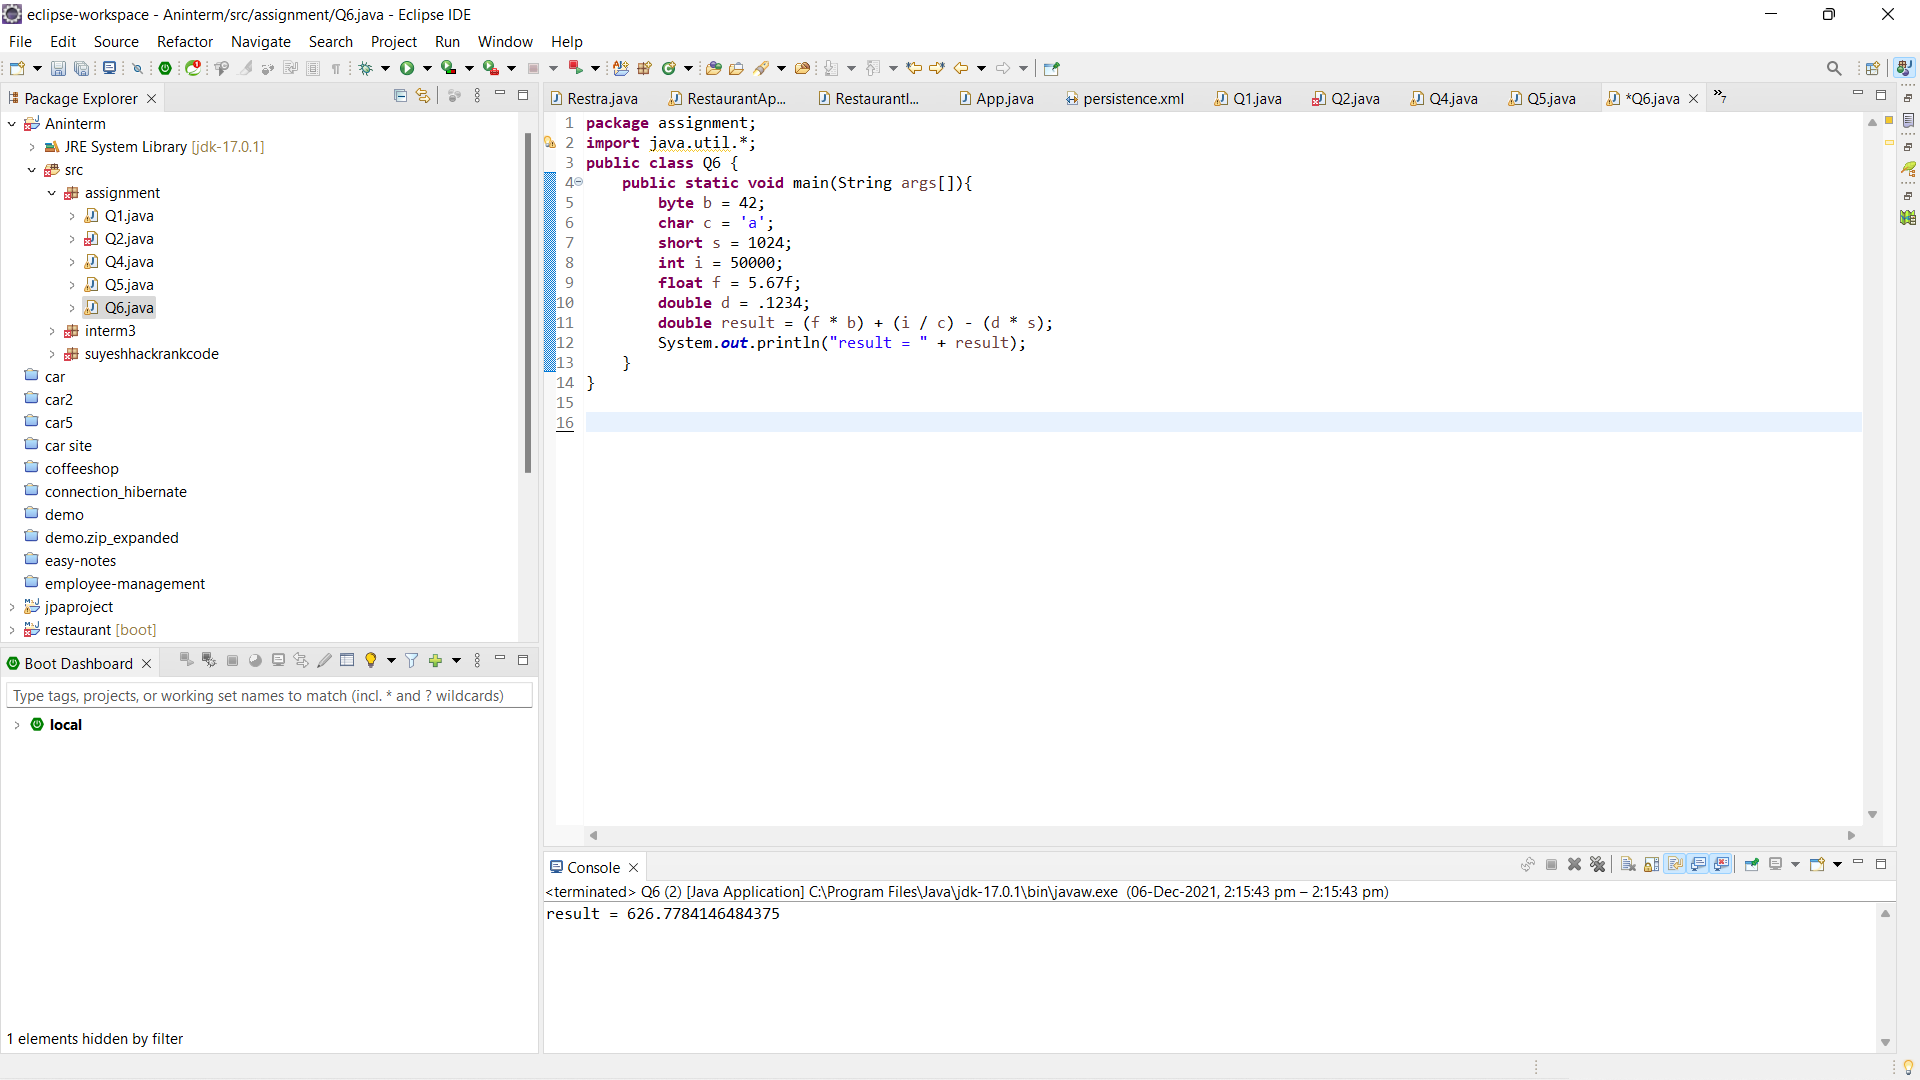 eclipse-workspace - Aninterm/src/assignment/Q6.java - Eclipse IDE
File Edit Source Refactor Navigate Search Project Run Window Help
Package Explorer
Aninterm
JRE System Library [jdk-17.0.1]
src
assignment
Q1.java
Q2.java
Q4.java
Q5.java
Q6.java
interm3
suyeshhackrankcode
car
car2
car5
car site
coffeeshop
connection_hibernate
demo
demo.zip_expanded
easy-notes
employee-management
jpaproject
restaurant [boot]
Boot Dashboard
Type tags, projects, or working set names to match (incl. * and ? wildcards)
local
1 elements hidden by filter
Restra.java RestaurantAp... RestaurantI... App.java persistence.xml Q1.java Q2.java Q4.java Q5.java *Q6.java »7
1 package assignment;
2 import java.util.*;
3 public class Q6 {
4 public static void main(String args[]){
5 byte b = 42;
6 char c = 'a';
7 short s = 1024;
8 int i = 50000;
9 float f = 5.67f;
10 double d = .1234;
11 double result = (f * b) + (i / c) - (d * s);
12 System.out.println("result = " + result);
13 }
14 }
15
16
Console
<terminated> Q6 (2) [Java Application] C:\Program Files\Java\jdk-17.0.1\bin\javaw.exe (06-Dec-2021, 2:15:43 pm – 2:15:43 pm)
result = 626.7784146484375